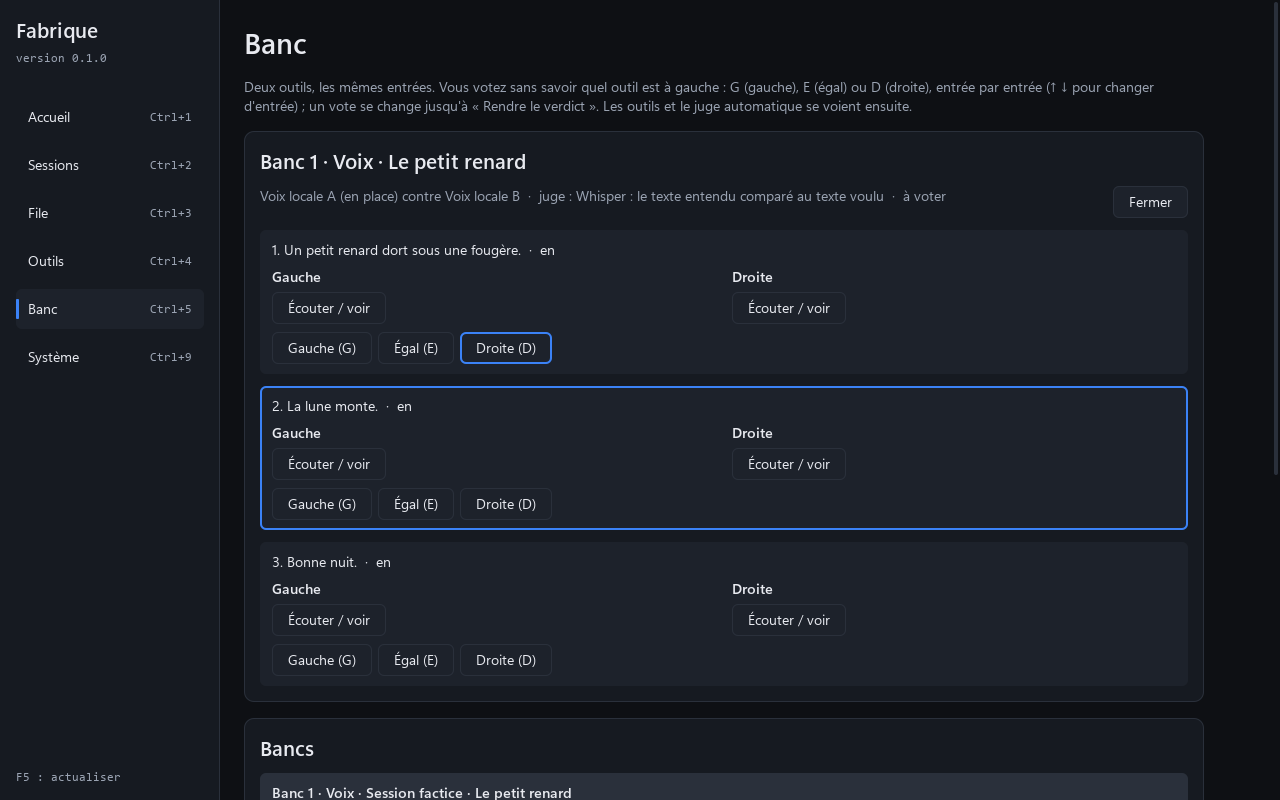 Fabrique
version 0.1.0
Accueil Ctrl+1
Sessions Ctrl+2
File Ctrl+3
Outils Ctrl+4
Banc Ctrl+5
Système Ctrl+9
F5 : actualiser
Banc
Deux outils, les mêmes entrées. Vous votez sans savoir quel outil est à gauche : G (gauche), E (égal) ou D (droite), entrée par entrée (↑ ↓ pour changer
d'entrée) ; un vote se change jusqu'à « Rendre le verdict ». Les outils et le juge automatique se voient ensuite.
Banc 1 · Voix · Le petit renard
Voix locale A (en place) contre Voix locale B · juge : Whisper : le texte entendu comparé au texte voulu · à voter
Fermer
1. Un petit renard dort sous une fougère. · en
Gauche Droite
Écouter / voir Écouter / voir
Gauche (G) Égal (E) Droite (D)
2. La lune monte. · en
Gauche Droite
Écouter / voir Écouter / voir
Gauche (G) Égal (E) Droite (D)
3. Bonne nuit. · en
Gauche Droite
Écouter / voir Écouter / voir
Gauche (G) Égal (E) Droite (D)
Bancs
Banc 1 · Voix · Session factice · Le petit renard